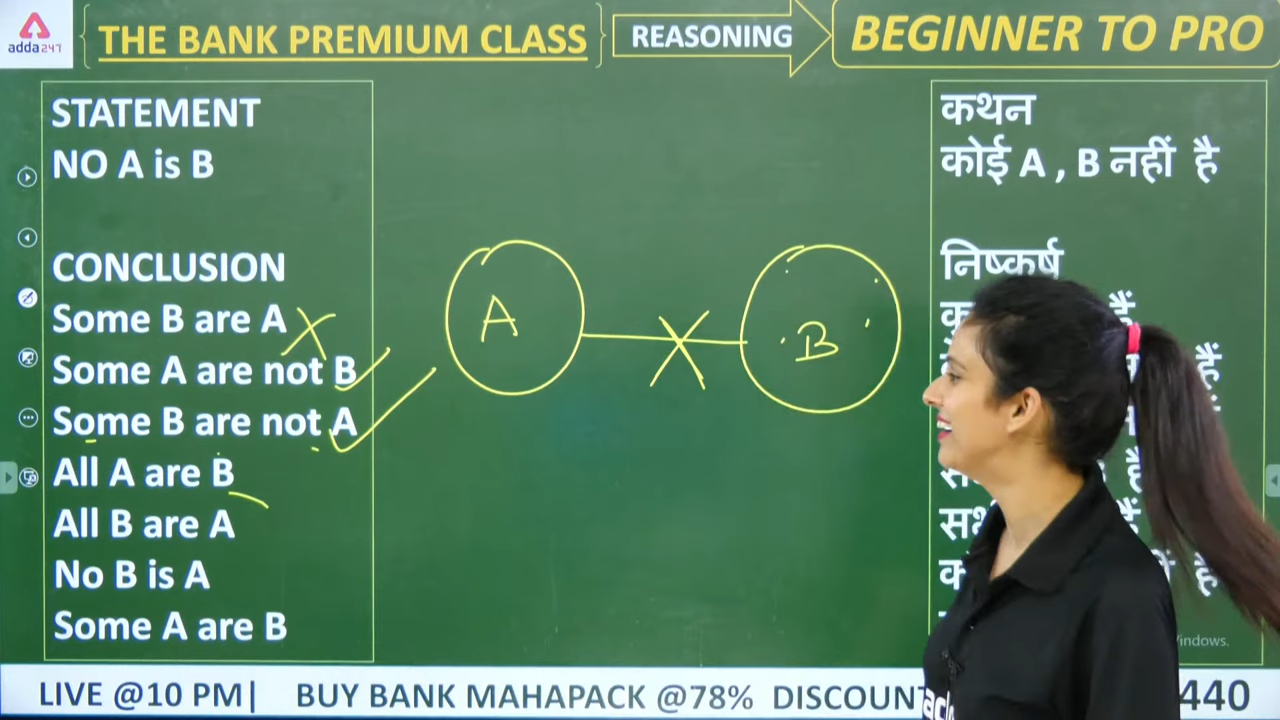 adda247
THE BANK PREMIUM CLASS
REASONING
BEGINNER TO PRO
STATEMENT
NO A is B
CONCLUSION
Some B are A
Some A are not B
Some B are not A
All A are B
All B are A
No B is A
Some A are B
A
B
कथन
कोई A , B नहीं है
निष्कर्ष
LIVE @10 PM| BUY BANK MAHAPACK @78% DISCOUNT
440